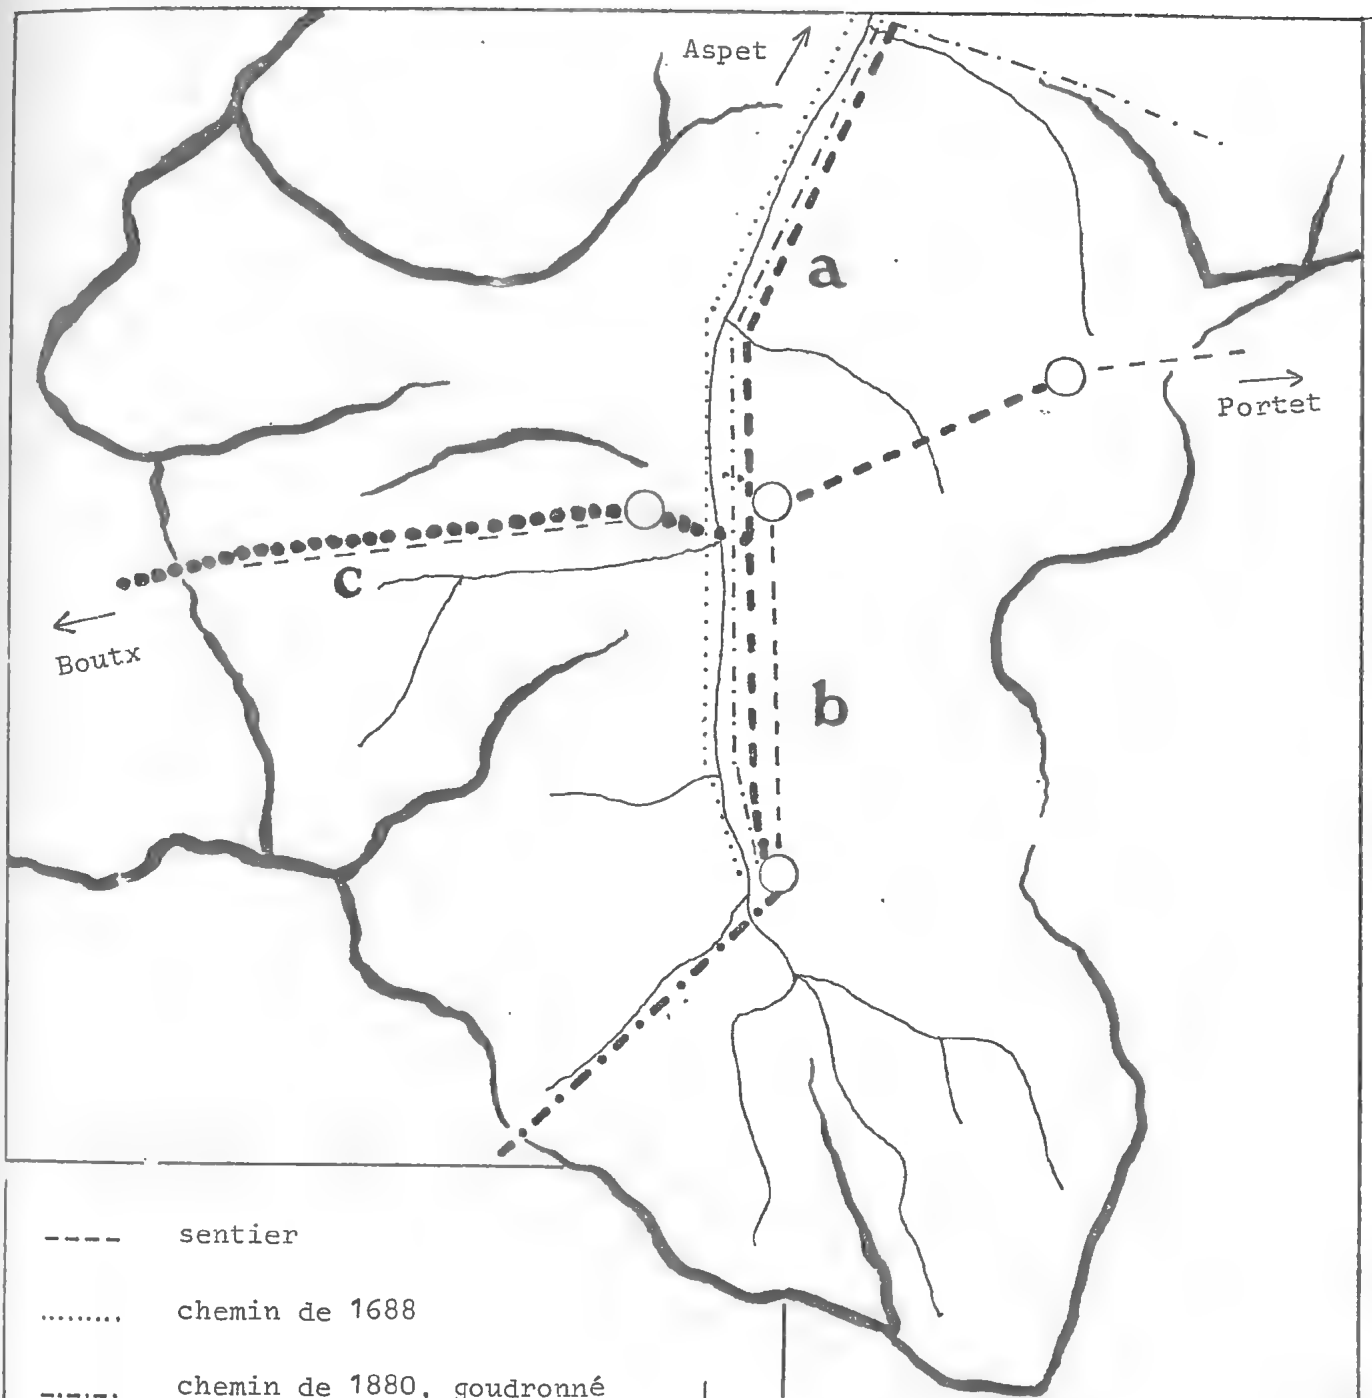 Aspet
a
Portet
c
Boutx
b
sentier
chemin de 1688
chemin de 1880, goudronné